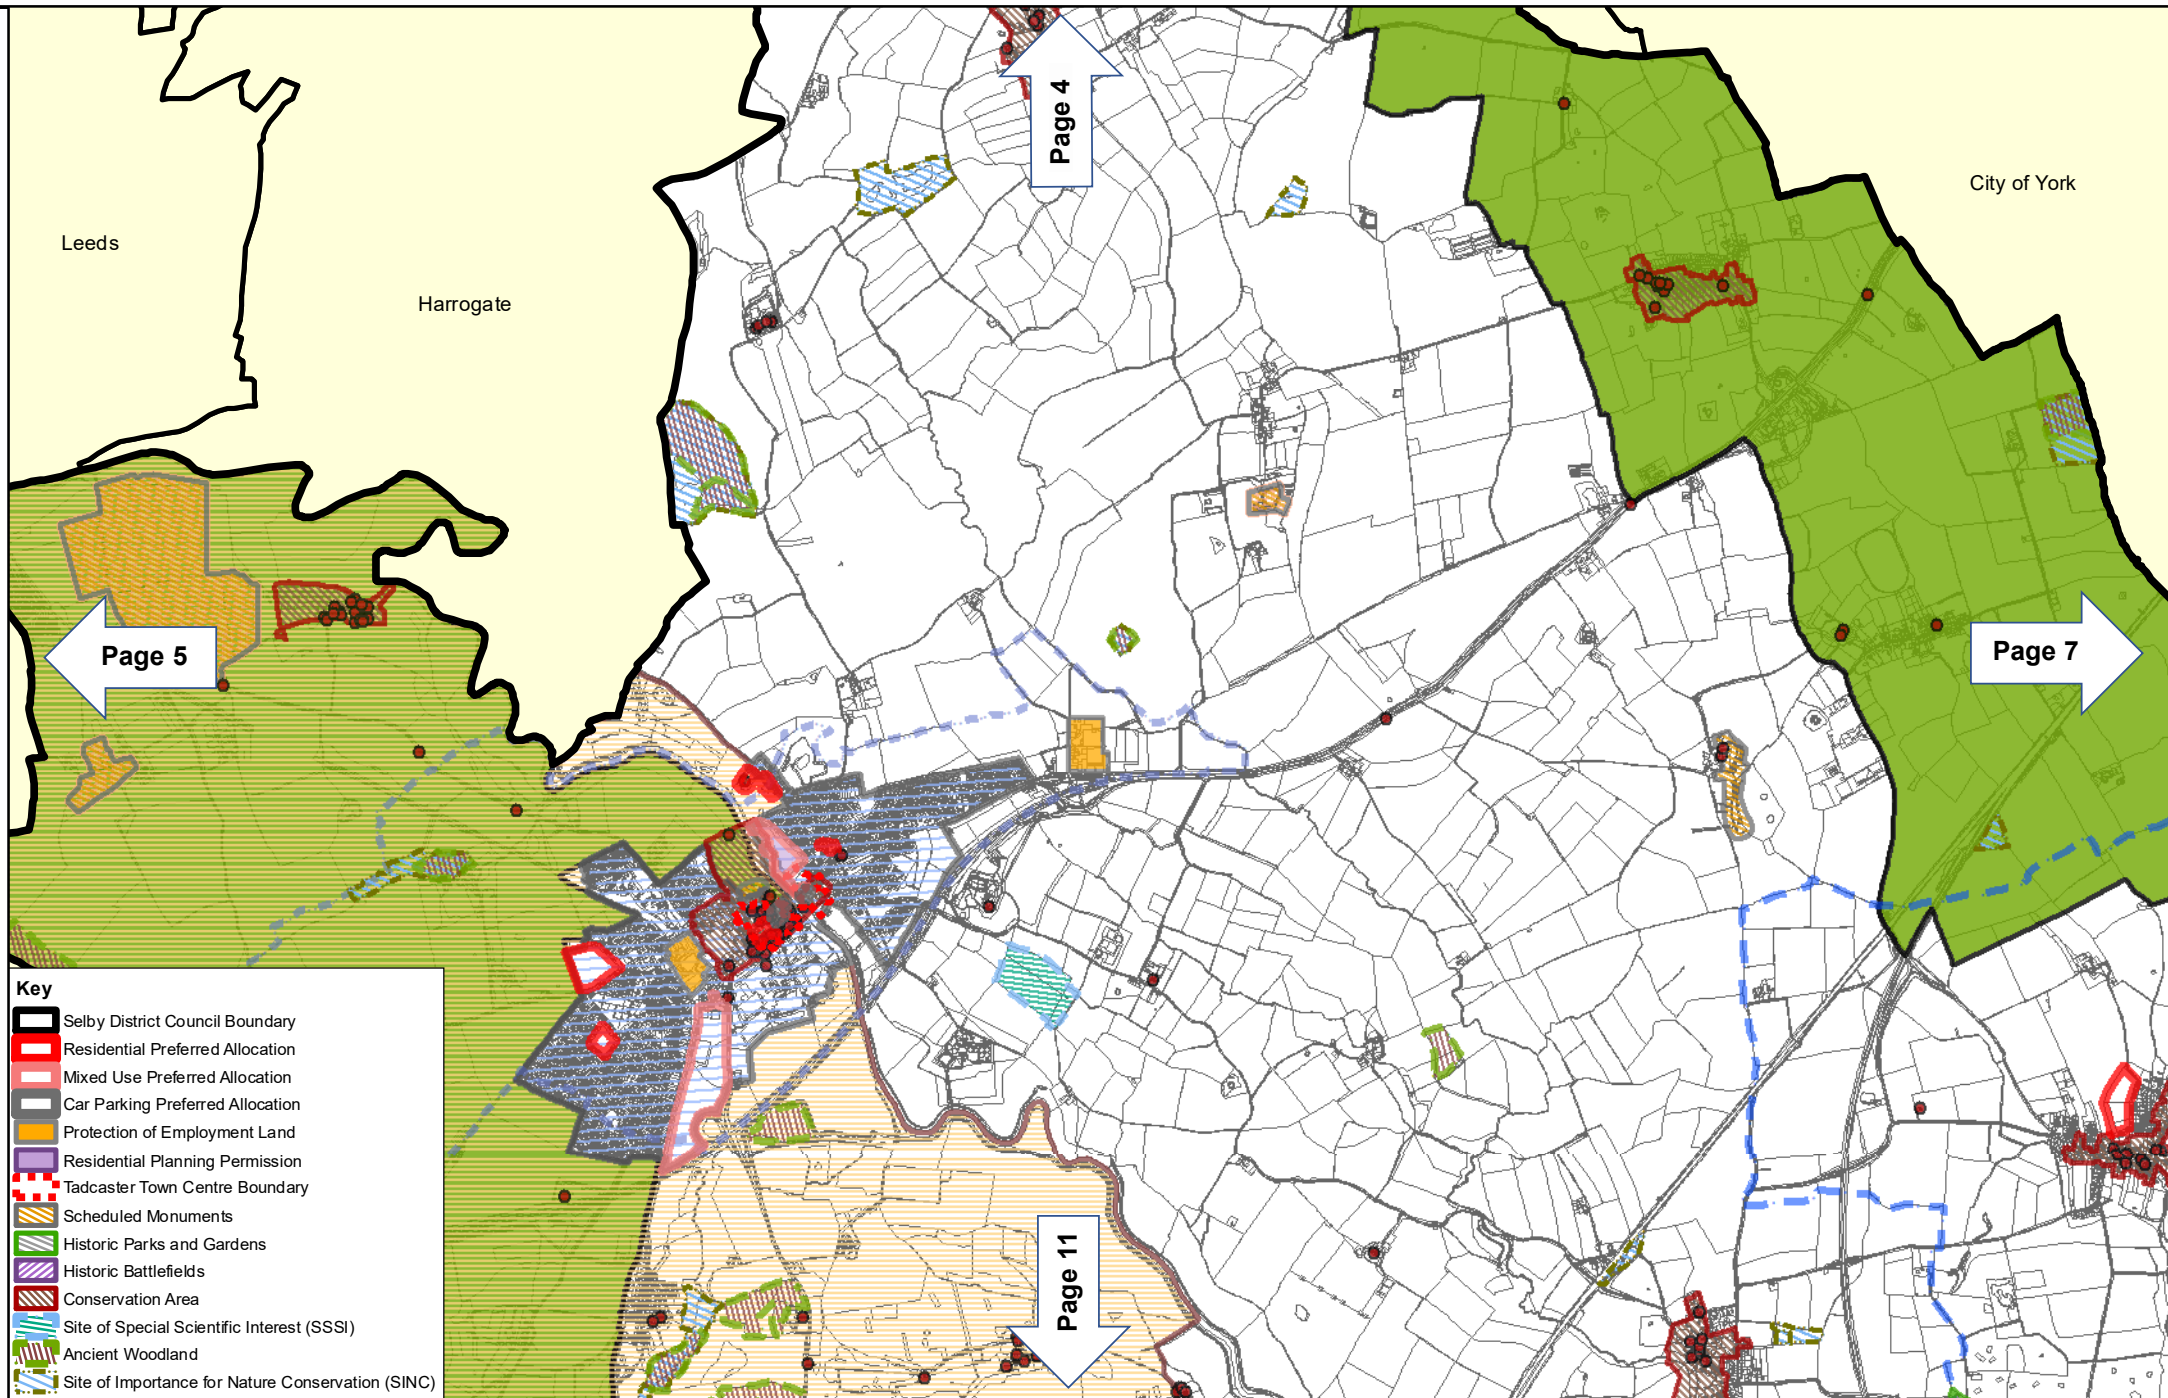 Page 4
City of York
Leeds
Harrogate
Page 5
Page 7
Page 11
Key
Selby District Council Boundary
Residential Preferred Allocation
Mixed Use Preferred Allocation
Car Parking Preferred Allocation
Protection of Employment Land
Residential Planning Permission
Tadcaster Town Centre Boundary
Scheduled Monuments
Historic Parks and Gardens
Historic Battlefields
Conservation Area
Site of Special Scientific Interest (SSSI)
Ancient Woodland
Site of Importance for Nature Conservation (SINC)